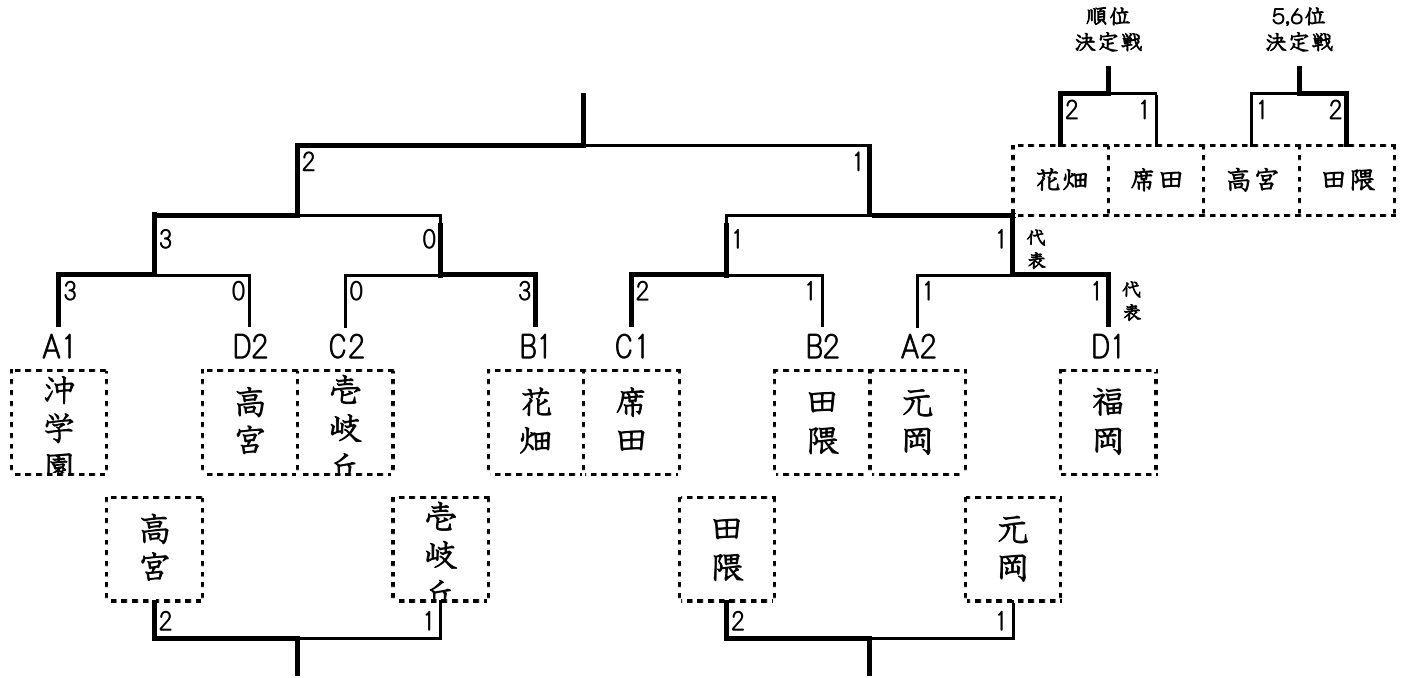 順位
決定戦
5,6位
決定戦
2 1 1 2
花畑 席田 高宮 田隈
2 1
3 0 1 1 代表
3 0 0 3 2 1 1 1 代表
A1 D2 C2 B1 C1 B2 A2 D1
沖学園 高宮 壱岐丘 花畑 席田 田隈 元岡 福岡
高宮 壱岐丘 田隈 元岡
2 1 2 1